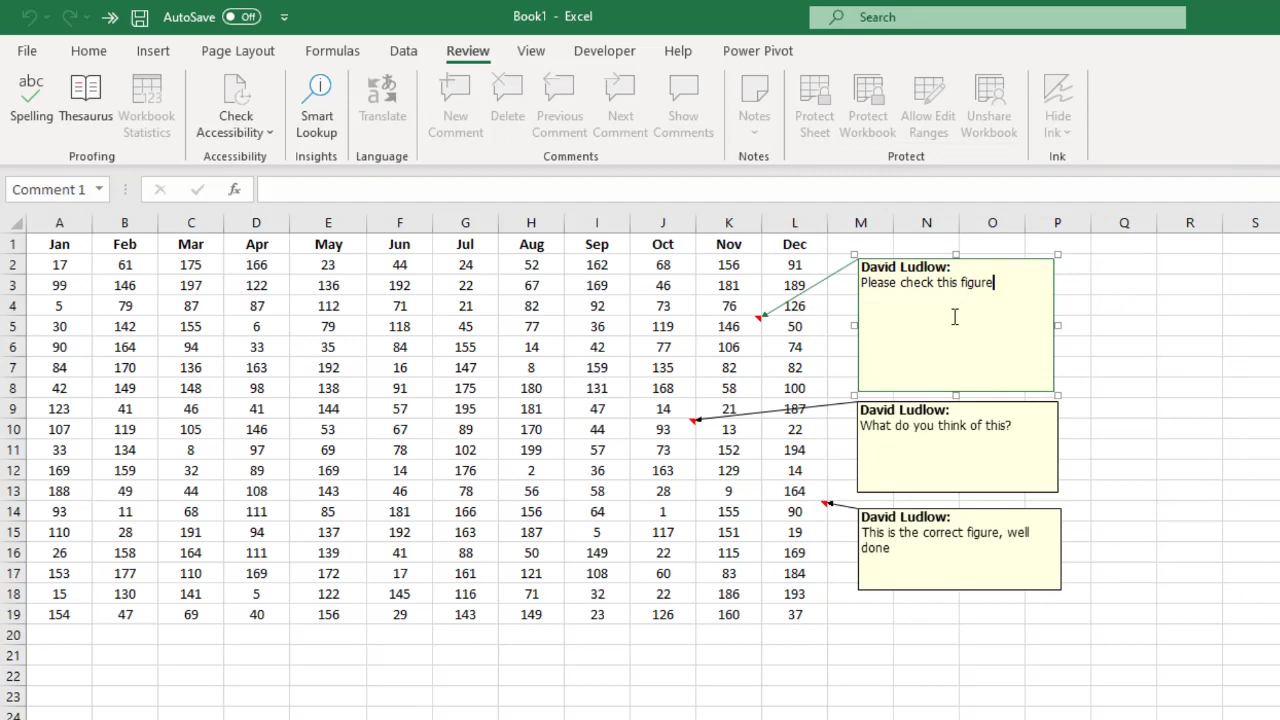 AutoSave Off Book1 - Excel Search
File Home Insert Page Layout Formulas Data Review View Developer Help Power Pivot
abc 123
Spelling Thesaurus Workbook Statistics Check Accessibility Smart Lookup Translate New Comment Delete Previous Comment Next Comment Show Comments Notes Protect Sheet Protect Workbook Allow Edit Ranges Unshare Workbook Hide Ink
Proofing Accessibility Insights Language Comments Notes Protect Ink
Comment 1 fx
A B C D E F G H I J K L M N O P Q R S
1 Jan Feb Mar Apr May Jun Jul Aug Sep Oct Nov Dec
2 17 61 175 166 23 44 24 52 162 68 156 91
3 99 146 197 122 136 192 22 67 169 46 181 189
4 5 79 87 87 112 71 21 82 92 73 76 126
5 30 142 155 6 79 118 45 77 36 119 146 50
6 90 164 94 33 35 84 155 14 42 77 106 74
7 84 170 136 163 192 16 147 8 159 135 82 82
8 42 149 148 98 138 91 175 180 131 168 58 100
9 123 41 46 41 144 57 195 181 47 14 21 187
10 107 119 105 146 53 67 89 170 44 93 13 22
11 33 134 8 97 69 78 102 199 57 73 152 194
12 169 159 32 89 169 14 176 2 36 163 129 14
13 188 49 44 108 143 46 78 56 58 28 9 164
14 93 11 68 111 85 181 166 156 64 1 155 90
15 110 28 191 94 137 192 163 187 5 117 151 19
16 26 158 164 111 139 41 88 50 149 22 115 169
17 153 177 110 169 172 17 161 121 108 60 83 184
18 15 130 141 5 122 145 116 71 32 22 186 193
19 154 47 69 40 156 29 143 149 23 126 160 37
20
21
22
23
24
David Ludlow:
Please check this figure
David Ludlow:
What do you think of this?
David Ludlow:
This is the correct figure, well
done